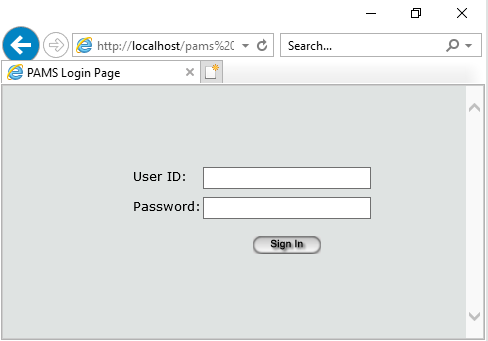 http://localhost/pams%20
Search...
PAMS Login Page
User ID:
Password:
Sign In